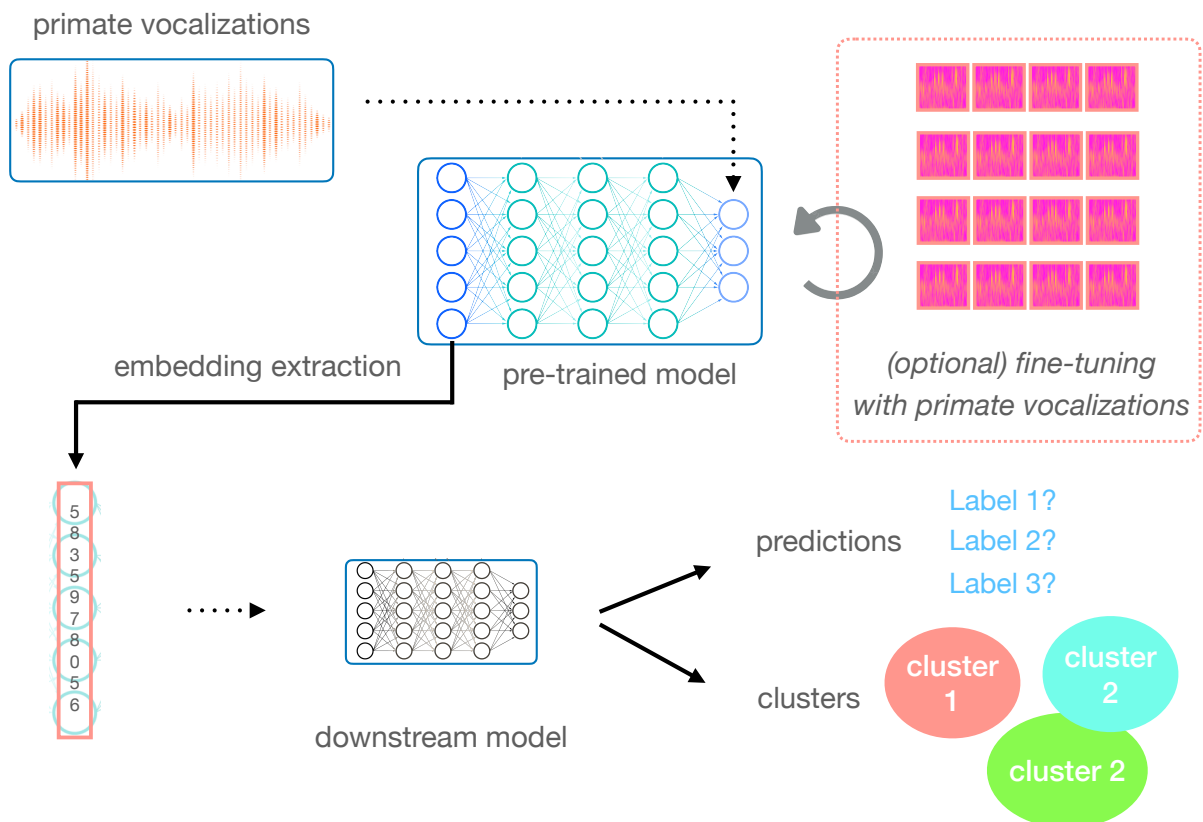 primate vocalizations
embedding extraction
pre-trained model
(optional) fine-tuning
with primate vocalizations
5
8
3
5
9
7
8
0
5
6
downstream model
predictions
Label 1?
Label 2?
Label 3?
clusters
cluster
1
cluster
2
cluster 2